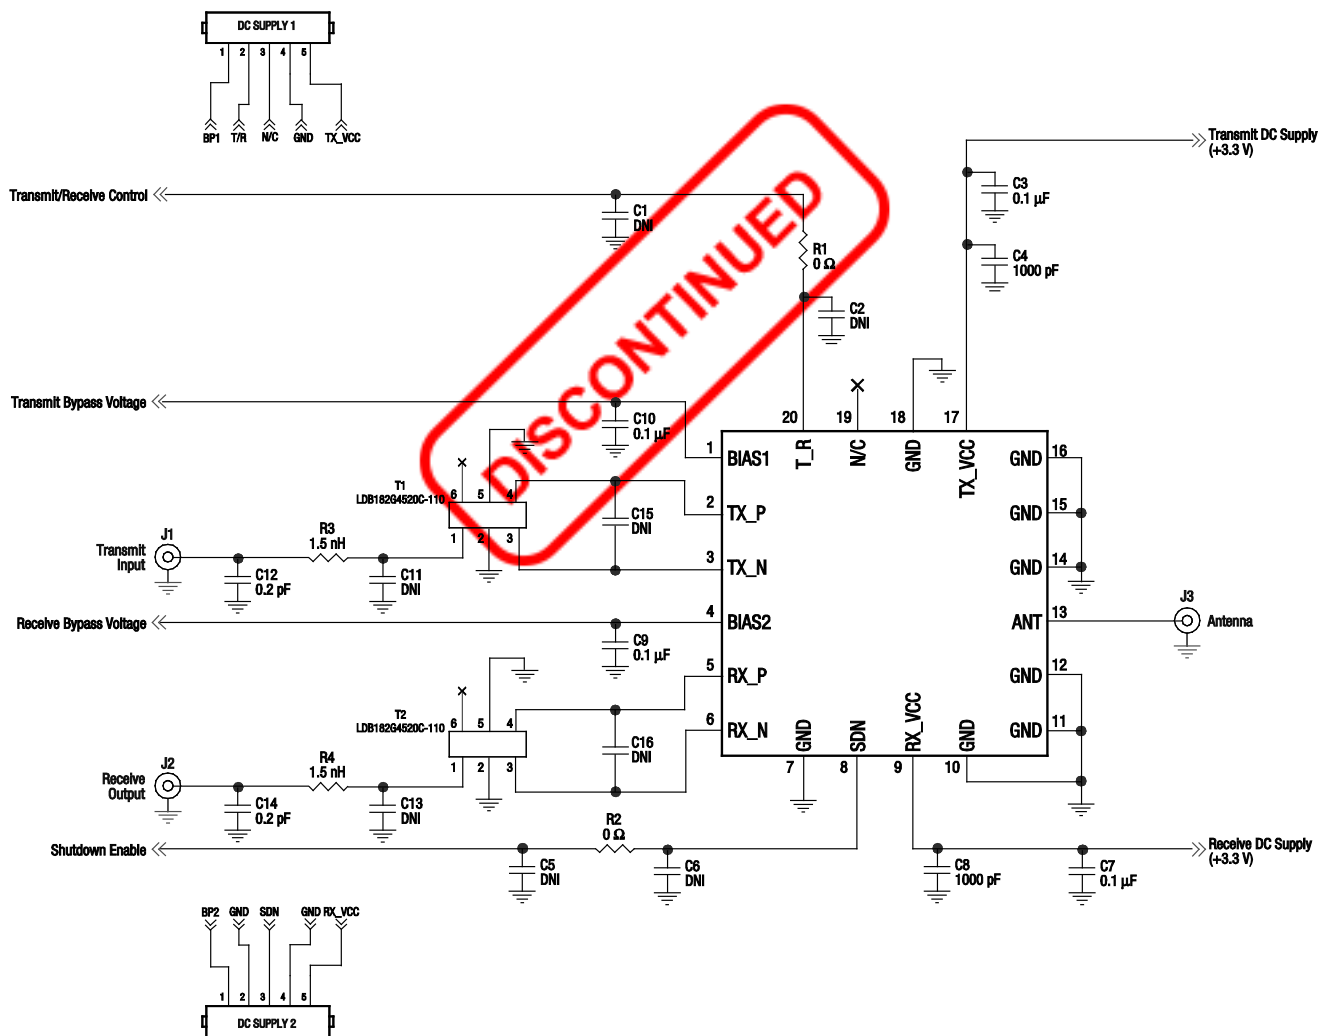 DC SUPPLY 1
1 2 3 4 5
BP1 T/R N/C GND TX_VCC
Transmit DC Supply
(+3.3 V)
C3
0.1 µF
Transmit/Receive Control
C1
DNI
R1
0 Ω
C4
1000 pF
C2
DNI
DISCONTINUED
Transmit Bypass Voltage
C10
0.1 µF
20 19 18 17
T_R N/C GND TX_VCC
1 BIAS1
GND 16
T1
LDB182G4520C-110
6 5 4
1 2 3
2 TX_P
GND 15
C15
DNI
J1
Transmit
Input
R3
1.5 nH
C12
0.2 pF
C11
DNI
3 TX_N
GND 14
Receive Bypass Voltage
4 BIAS2
ANT 13
J3
Antenna
C9
0.1 µF
5 RX_P
GND 12
T2
LDB182G4520C-110
6 5 4
1 2 3
6 RX_N
GND 11
C16
DNI
GND SDN RX_VCC GND
7 8 9 10
J2
Receive
Output
R4
1.5 nH
C14
0.2 pF
C13
DNI
R2
0 Ω
Shutdown Enable
C5
DNI
C6
DNI
C8
1000 pF
C7
0.1 µF
Receive DC Supply
(+3.3 V)
BP2 GND SDN GND RX_VCC
1 2 3 4 5
DC SUPPLY 2